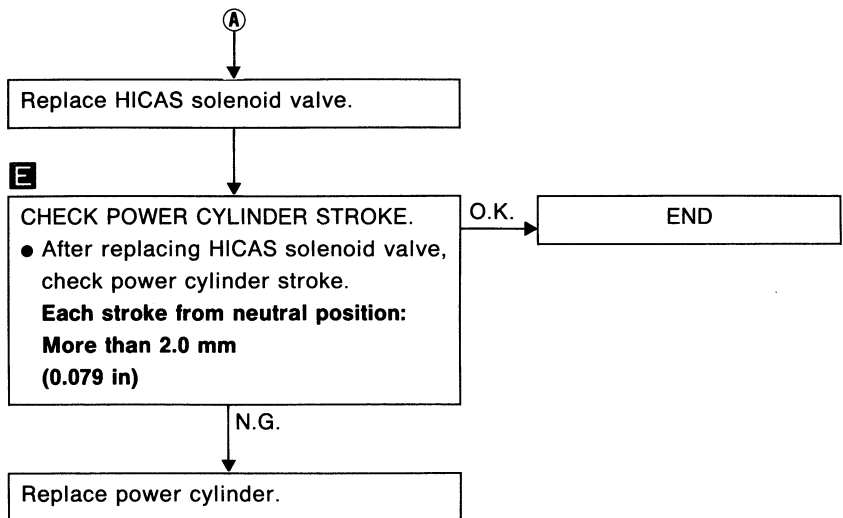 A
Replace HICAS solenoid valve.
E
CHECK POWER CYLINDER STROKE.
● After replacing HICAS solenoid valve,
check power cylinder stroke.
Each stroke from neutral position:
More than 2.0 mm
(0.079 in)
O.K.
END
N.G.
Replace power cylinder.